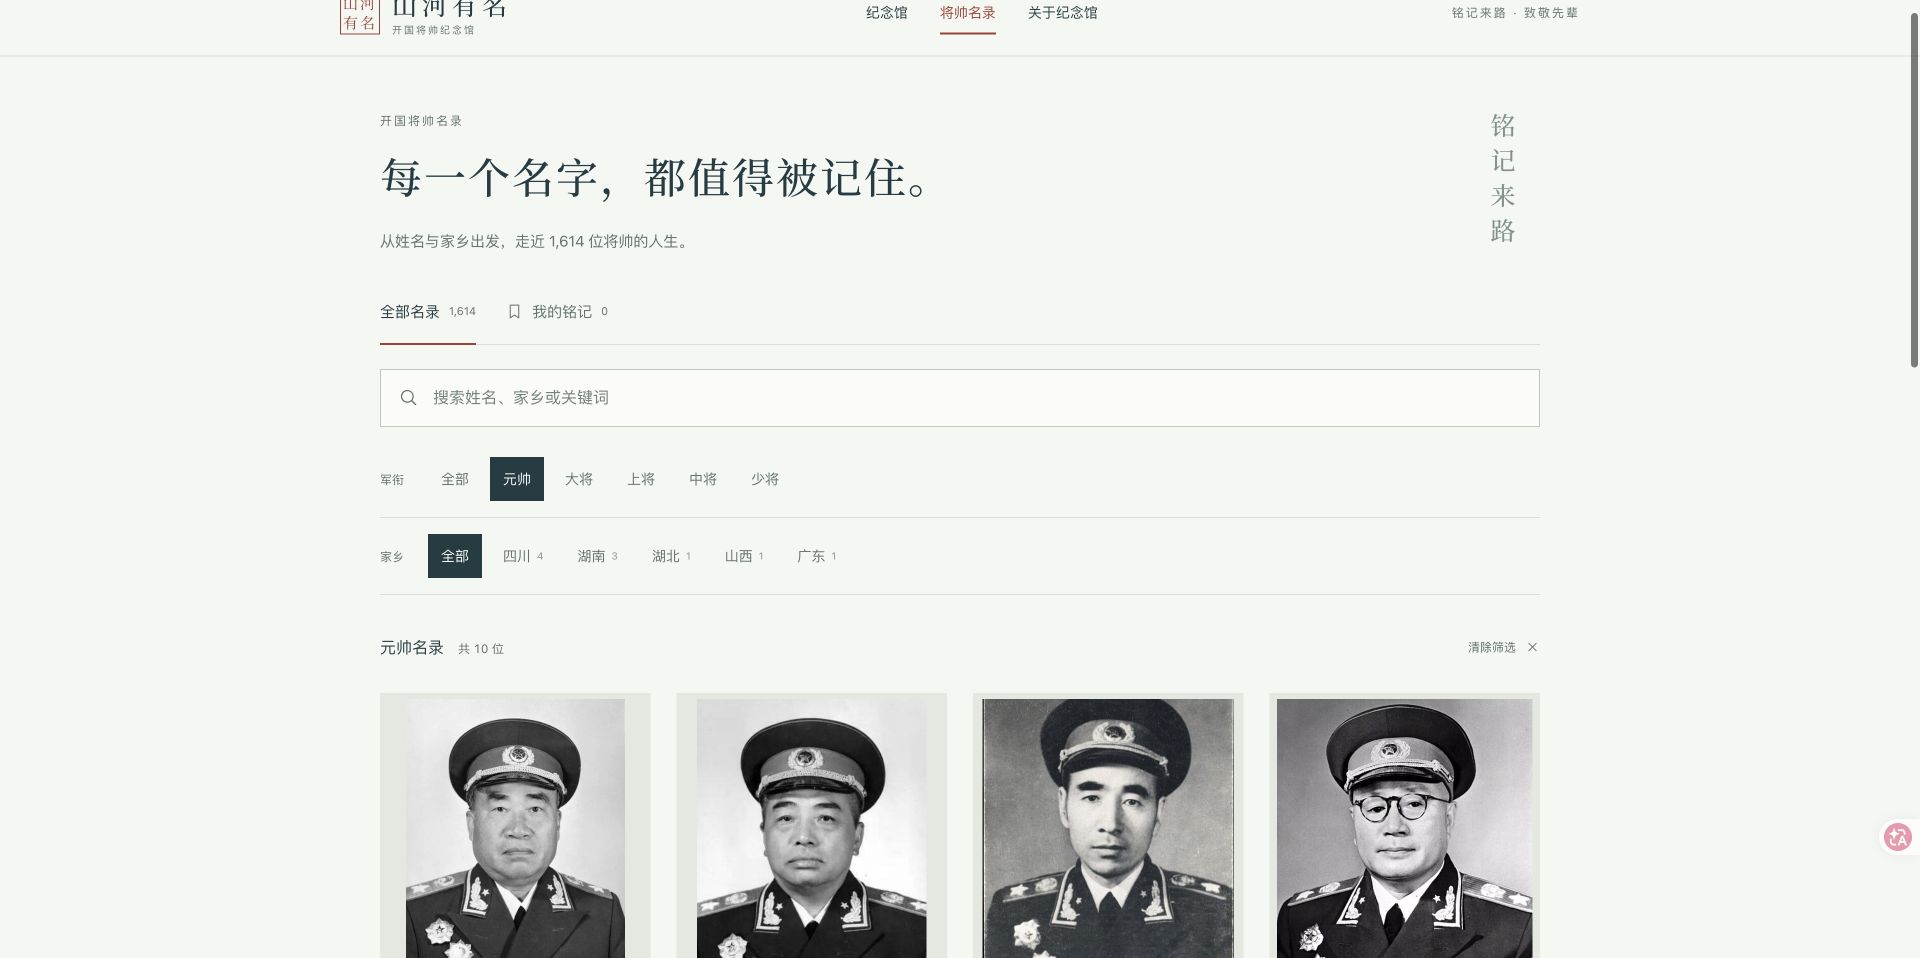 山河
有名
山河有名
开国将帅纪念馆
纪念馆
将帅名录
关于纪念馆
铭记来路 · 致敬先辈
开国将帅名录
每一个名字，都值得被记住。
从姓名与家乡出发，走近 1,614 位将帅的人生。
铭记来路
全部名录 1,614
我的铭记 0
搜索姓名、家乡或关键词
军衔 全部 元帅 大将 上将 中将 少将
家乡 全部 四川 4 湖南 3 湖北 1 山西 1 广东 1
元帅名录 共 10 位
清除筛选 ×